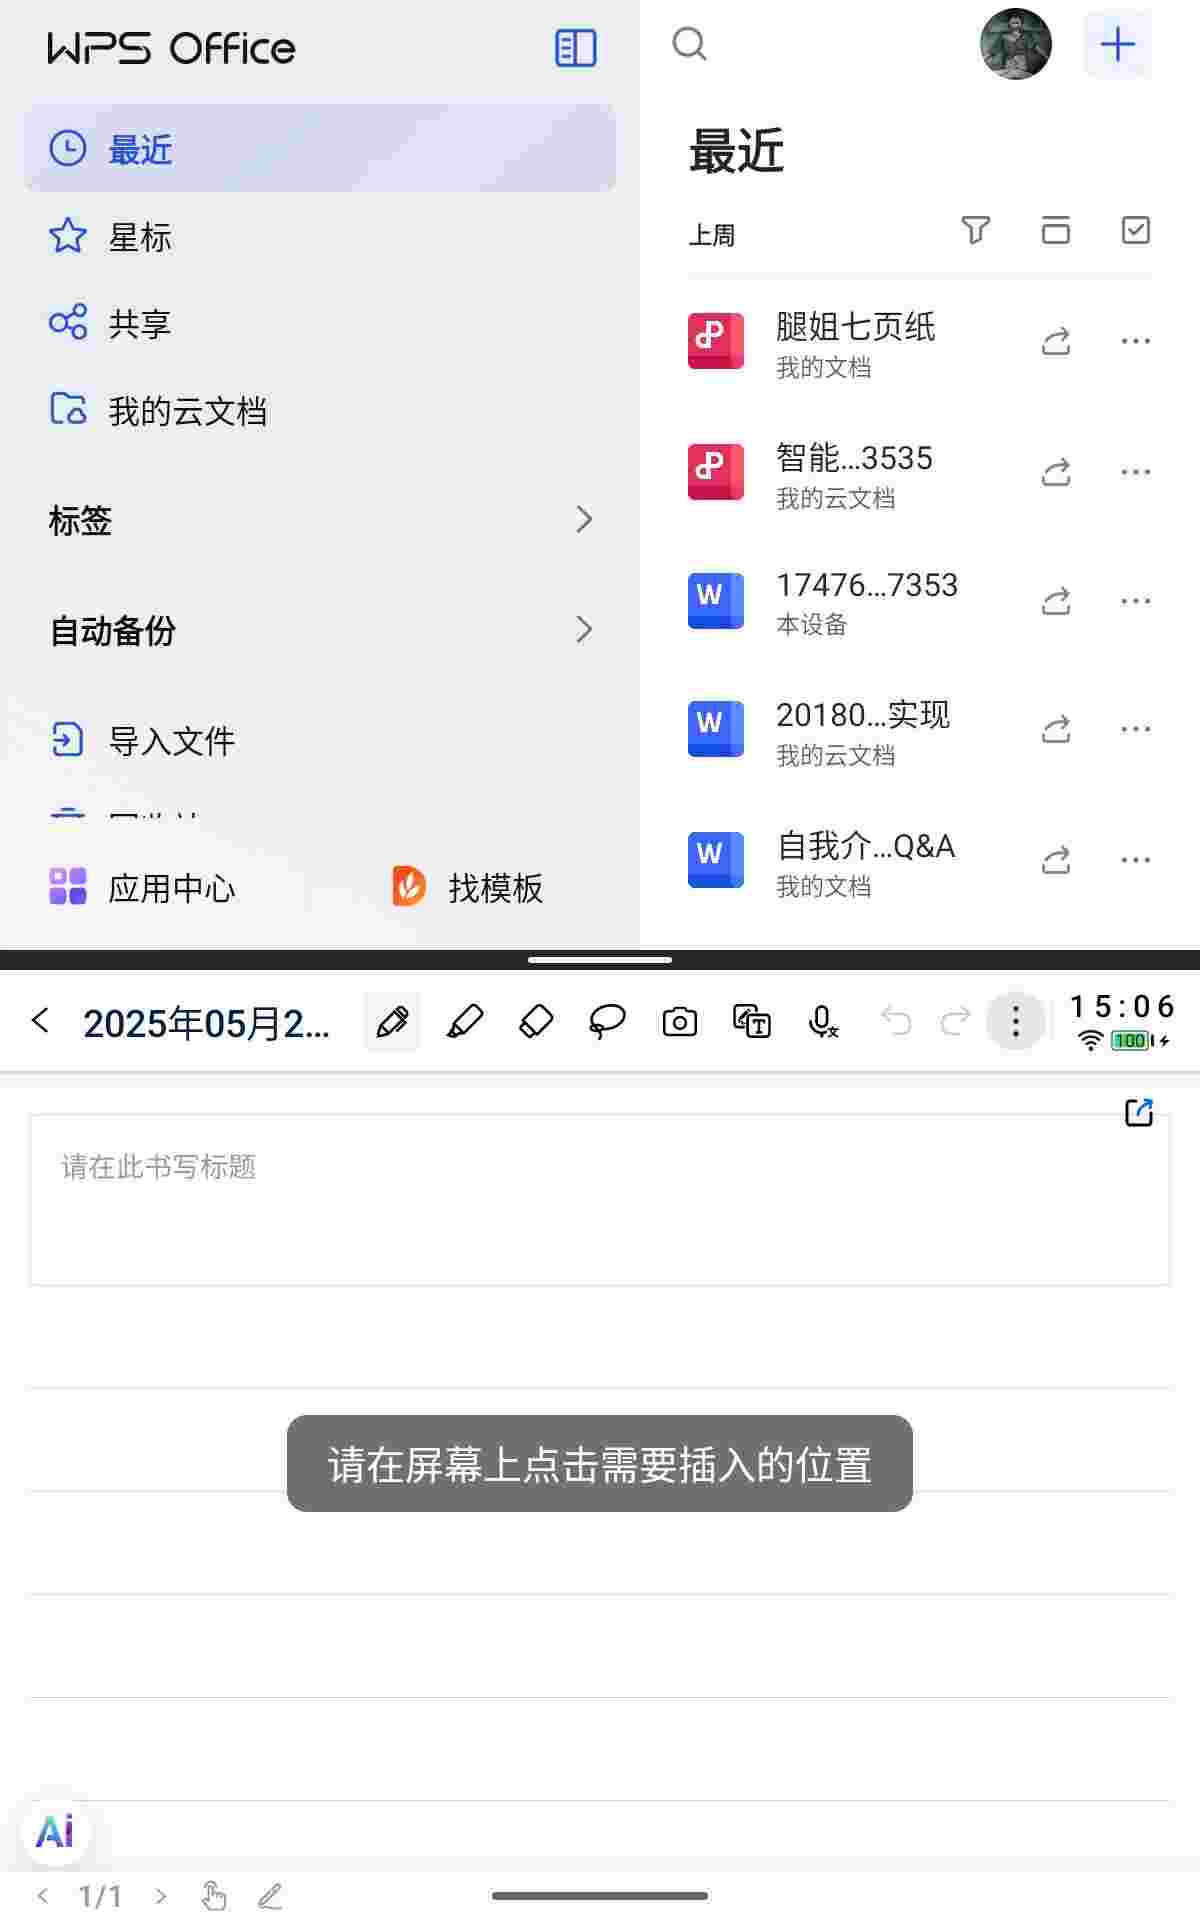 WPS Office
最近
星标
共享
我的云文档
标签
自动备份
导入文件
应用中心
找模板
最近
上周
腿姐七页纸
我的文档
智能...3535
我的云文档
17476...7353
本设备
20180...实现
我的云文档
自我介...Q&A
我的文档
2025年05月2...
15:06
100
请在此书写标题
请在屏幕上点击需要插入的位置
Ai
1/1